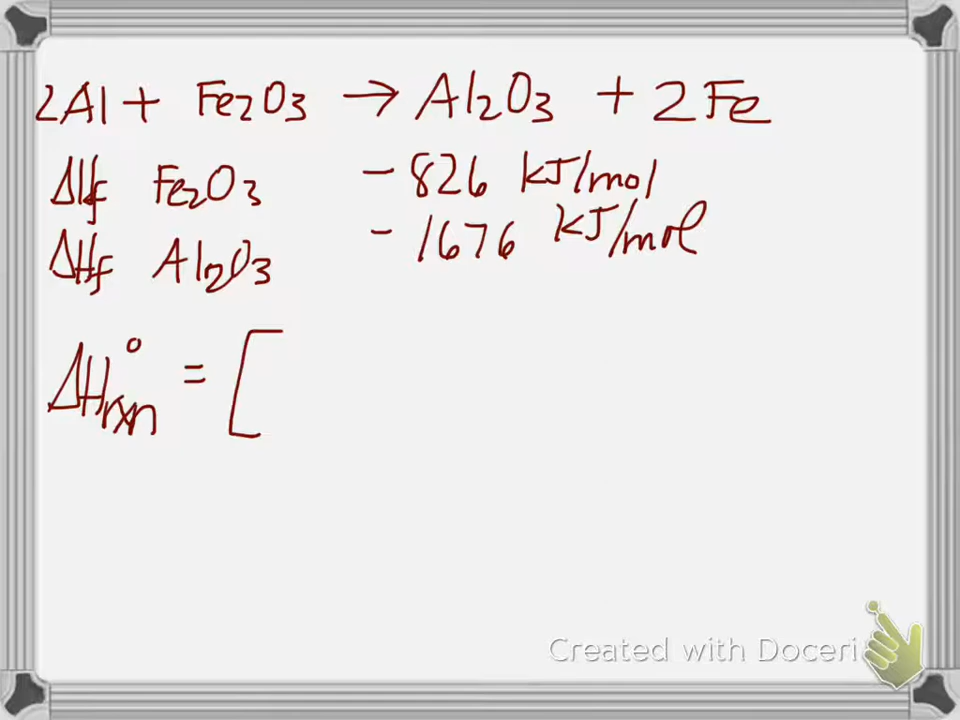 2Al + Fe2O3 → Al2O3 + 2Fe
ΔHf Fe2O3 - 826 kJ/mol
ΔHf Al2O3 - 1676 kJ/mol
ΔH°rxn = [
Created with Doceri